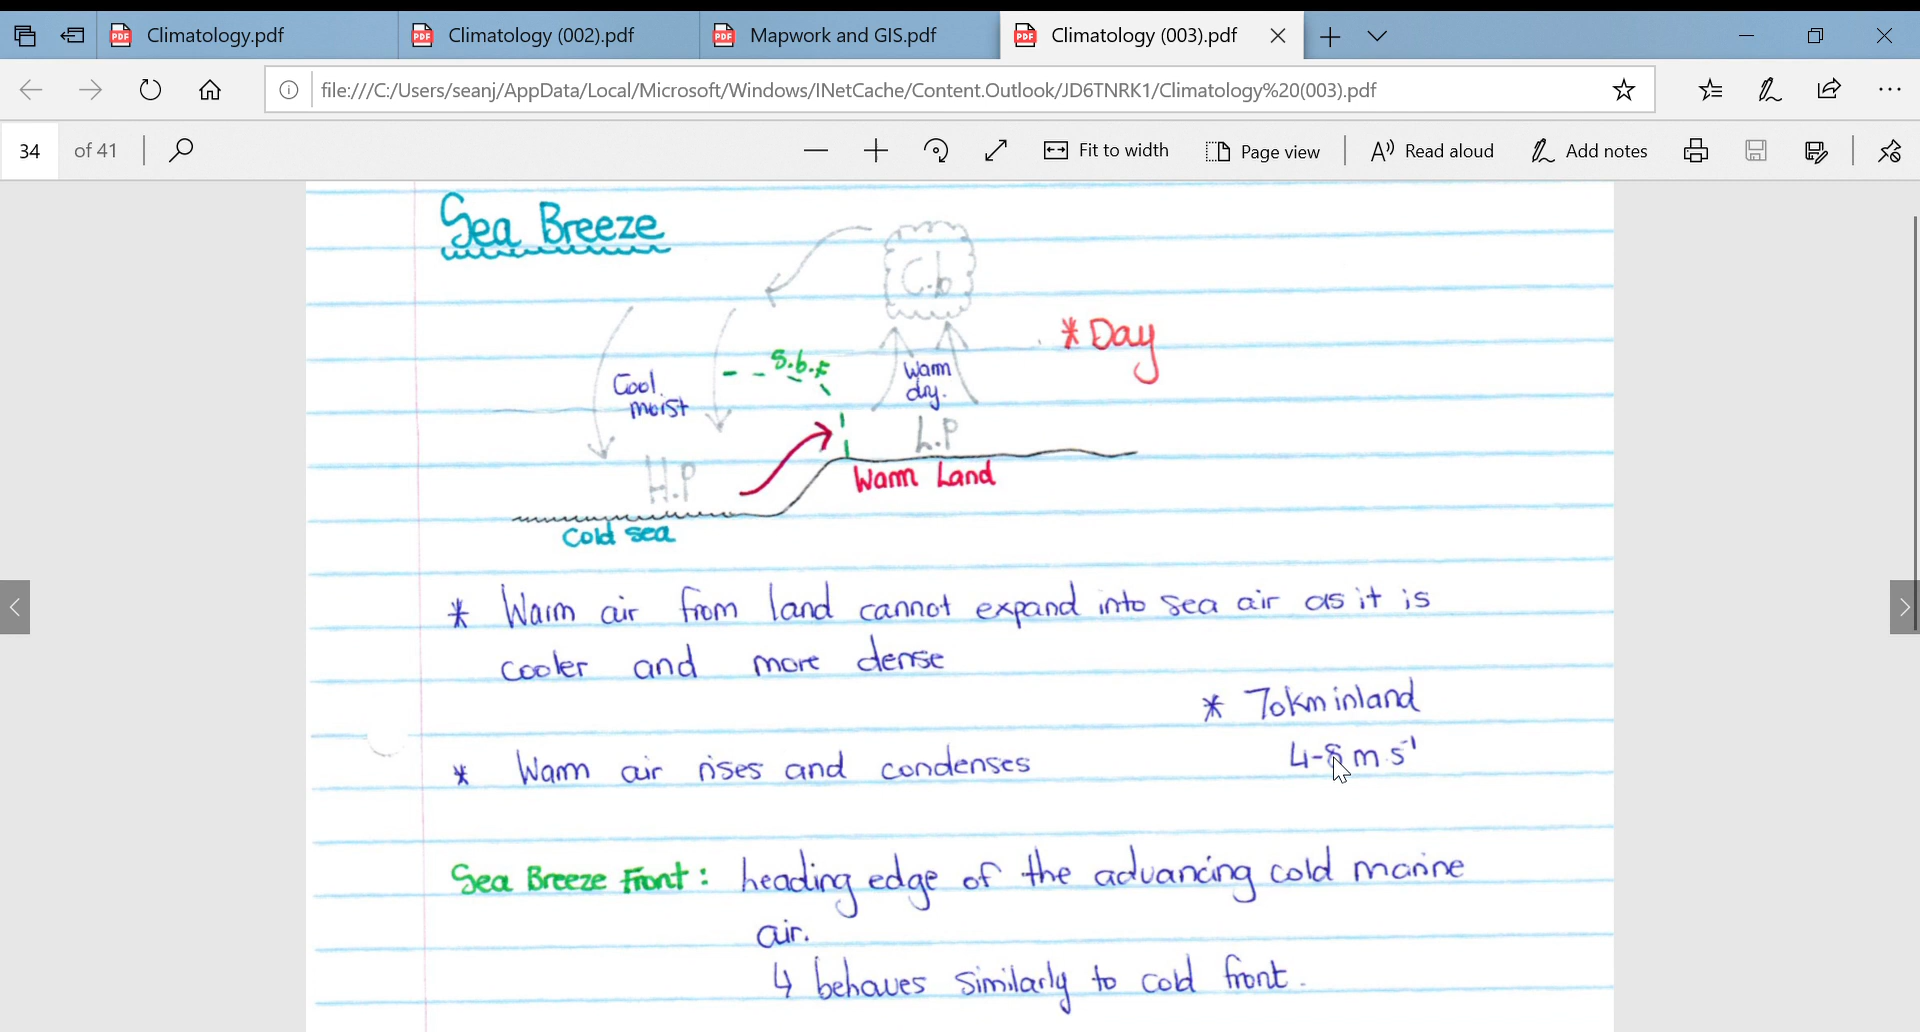 Climatology.pdf
Climatology (002).pdf
Mapwork and GIS.pdf
Climatology (003).pdf
file:///C:/Users/seanj/AppData/Local/Microsoft/Windows/INetCache/Content.Outlook/JD6TNRK1/Climatology%20(003).pdf
34 of 41
Fit to width
Page view
Read aloud
Add notes
Sea Breeze
C.b
* Day
S.b.F
Warm
dry.
Cool.
moist
L.P
H.P
Warm Land
Cold sea
* Warm air from land cannot expand into sea air as it is
cooler and more dense
* 70km inland
* Warm air rises and condenses
4-8 m.s⁻¹
Sea Breeze Front: heading edge of the advancing cold marine
air.
↳ behaves similarly to cold front.